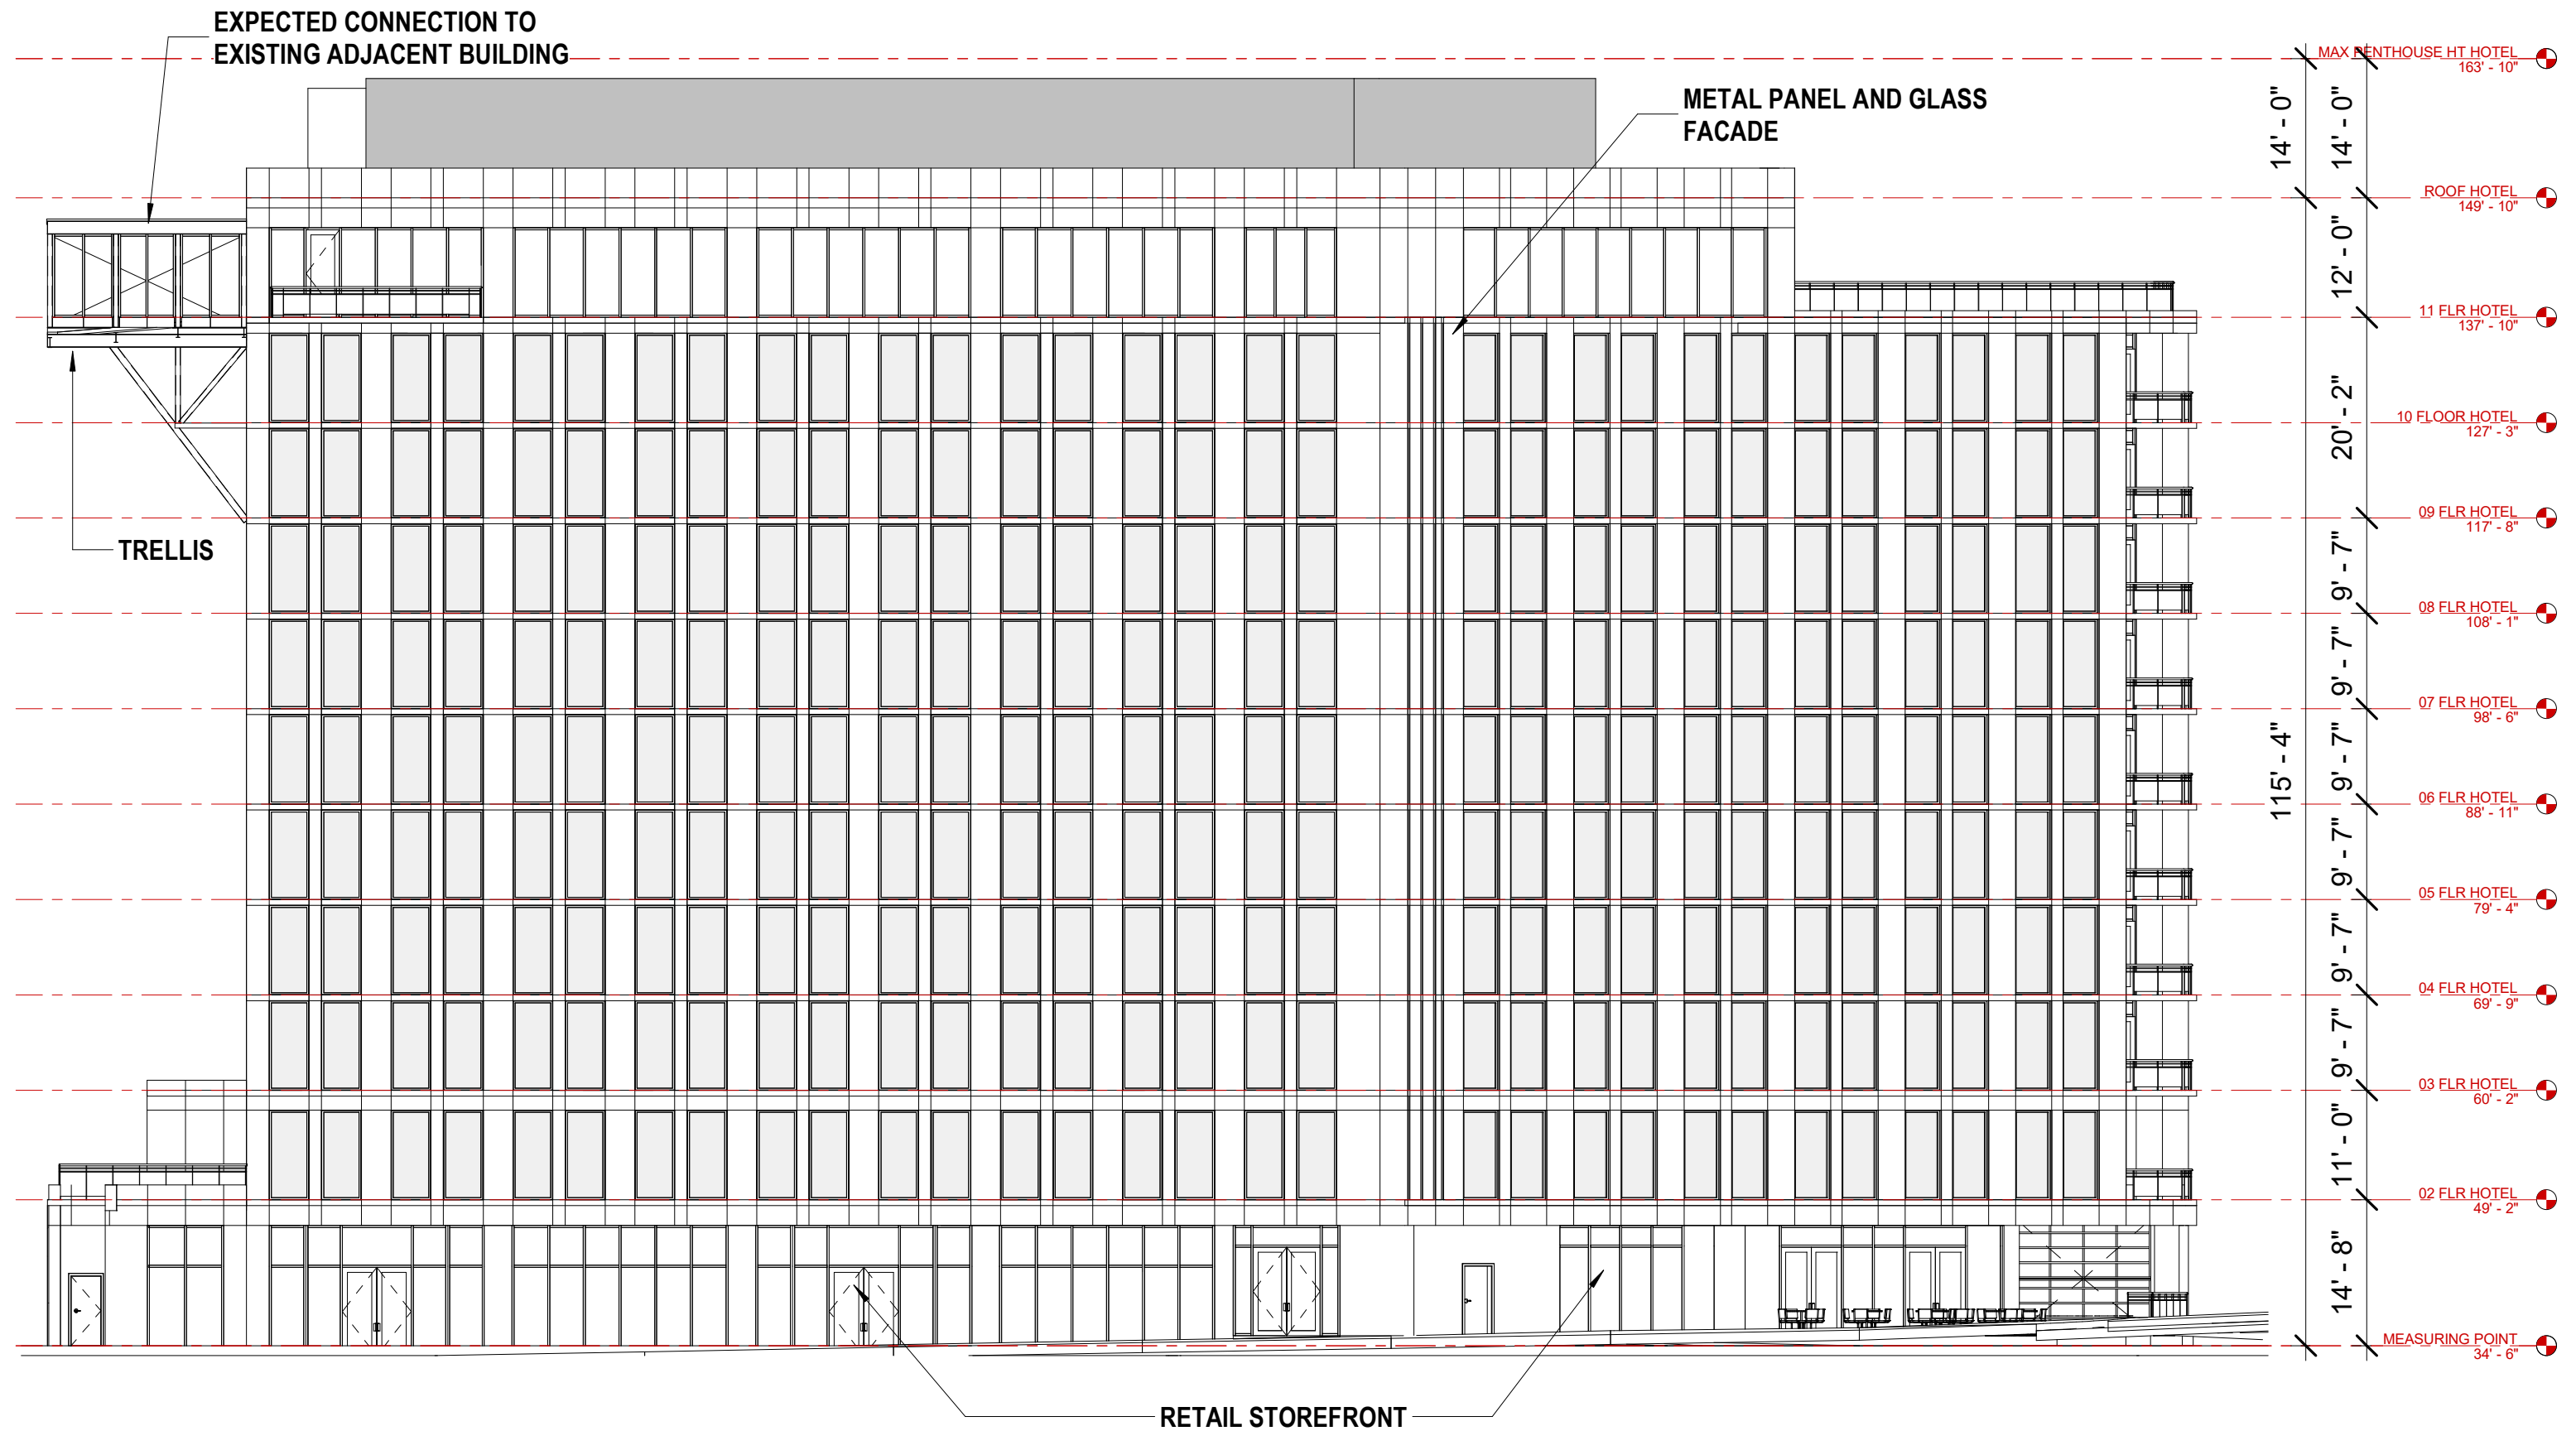 EXPECTED CONNECTION TO
EXISTING ADJACENT BUILDING
METAL PANEL AND GLASS
FACADE
TRELLIS
RETAIL STOREFRONT
MAX PENTHOUSE HT HOTEL
163' - 10"
ROOF HOTEL
149' - 10"
11 FLR HOTEL
137' - 10"
10 FLOOR HOTEL
127' - 3"
09 FLR HOTEL
117' - 8"
08 FLR HOTEL
108' - 1"
07 FLR HOTEL
98' - 6"
06 FLR HOTEL
88' - 11"
05 FLR HOTEL
79' - 4"
04 FLR HOTEL
69' - 9"
03 FLR HOTEL
60' - 2"
02 FLR HOTEL
49' - 2"
MEASURING POINT
34' - 6"
14' - 0"
115' - 4"
14' - 0"
12' - 0"
20' - 2"
9' - 7"
9' - 7"
9' - 7"
9' - 7"
9' - 7"
9' - 7"
11' - 0"
14' - 8"